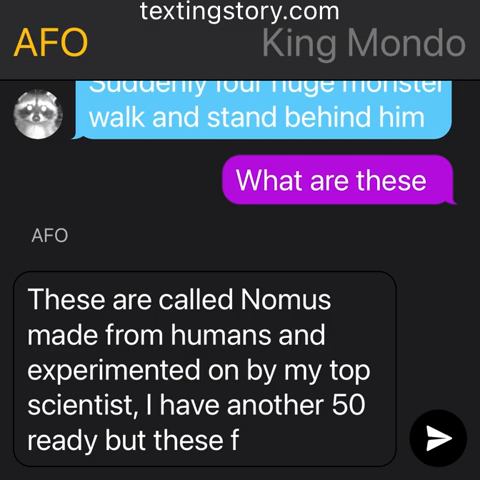 textingstory.com
AFO
King Mondo
Suddenly four huge monster
walk and stand behind him
What are these
AFO
These are called Nomus
made from humans and
experimented on by my top
scientist, I have another 50
ready but these f